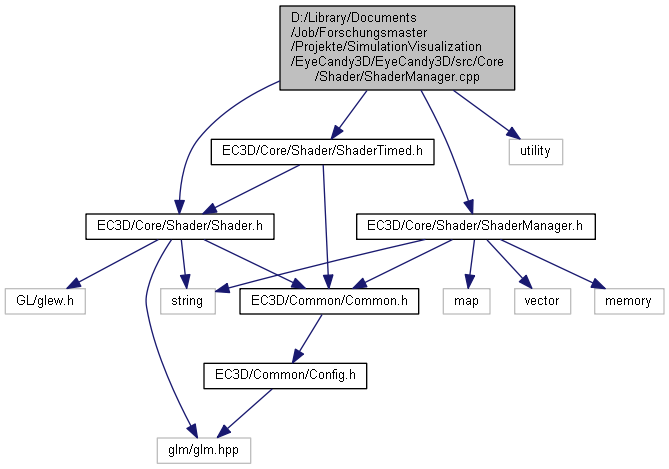 D:/Library/Documents
/Job/Forschungsmaster
/Projekte/SimulationVisualization
/EyeCandy3D/EyeCandy3D/src/Core
/Shader/ShaderManager.cpp
EC3D/Core/Shader/ShaderTimed.h
utility
EC3D/Core/Shader/Shader.h
EC3D/Core/Shader/ShaderManager.h
GL/glew.h
string
EC3D/Common/Common.h
map
vector
memory
EC3D/Common/Config.h
glm/glm.hpp